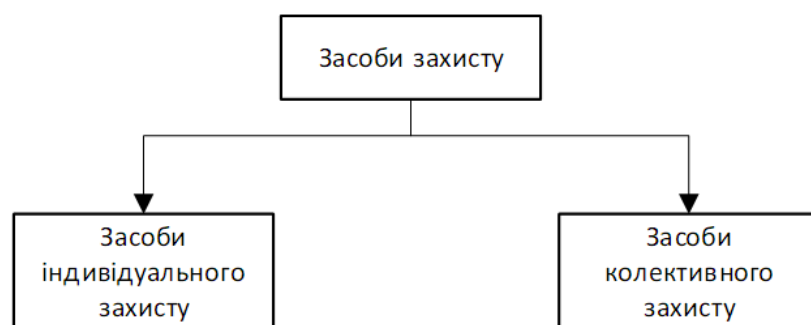 Засоби захисту
Засоби
індивідуального
захисту
Засоби
колективного
захисту